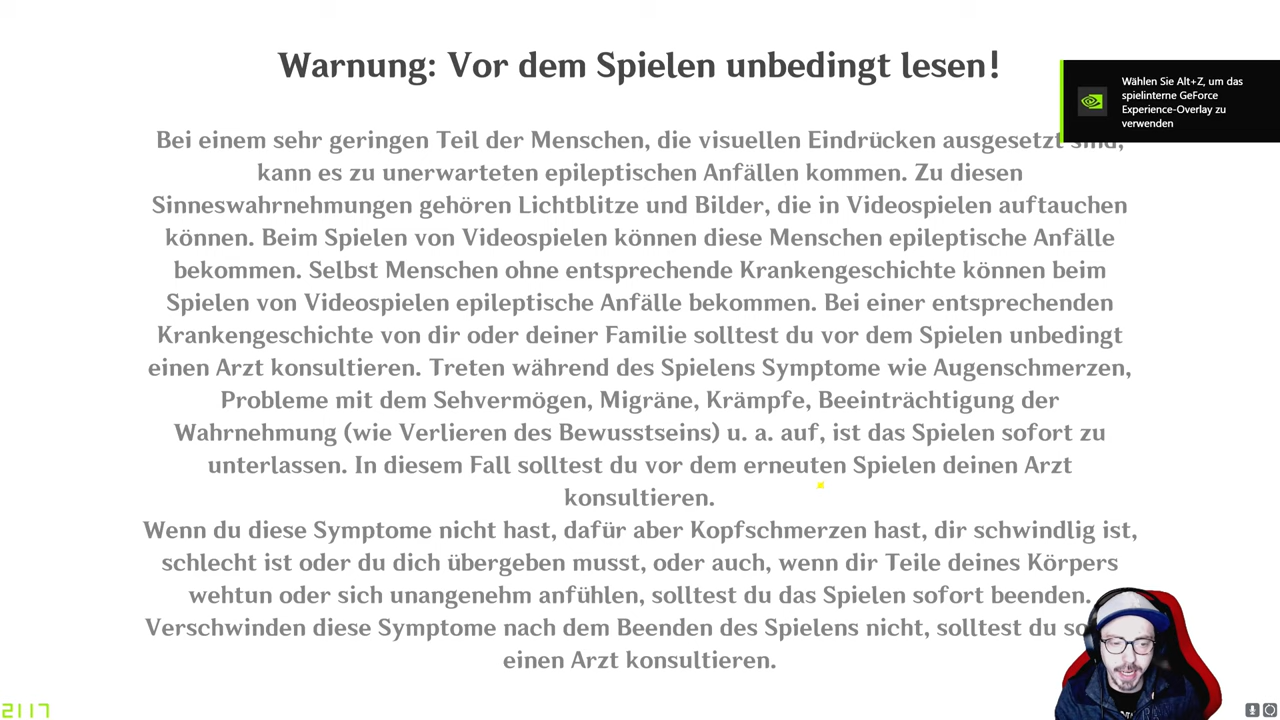 Warnung: Vor dem Spielen unbedingt lesen!
Wählen Sie Alt+Z, um das
spielinterne GeForce
Experience-Overlay zu
verwenden
Bei einem sehr geringen Teil der Menschen, die visuellen Eindrücken ausgesetzt sind,
kann es zu unerwarteten epileptischen Anfällen kommen. Zu diesen
Sinneswahrnehmungen gehören Lichtblitze und Bilder, die in Videospielen auftauchen
können. Beim Spielen von Videospielen können diese Menschen epileptische Anfälle
bekommen. Selbst Menschen ohne entsprechende Krankengeschichte können beim
Spielen von Videospielen epileptische Anfälle bekommen. Bei einer entsprechenden
Krankengeschichte von dir oder deiner Familie solltest du vor dem Spielen unbedingt
einen Arzt konsultieren. Treten während des Spielens Symptome wie Augenschmerzen,
Probleme mit dem Sehvermögen, Migräne, Krämpfe, Beeinträchtigung der
Wahrnehmung (wie Verlieren des Bewusstseins) u. a. auf, ist das Spielen sofort zu
unterlassen. In diesem Fall solltest du vor dem erneuten Spielen deinen Arzt
konsultieren.
Wenn du diese Symptome nicht hast, dafür aber Kopfschmerzen hast, dir schwindlig ist,
schlecht ist oder du dich übergeben musst, oder auch, wenn dir Teile deines Körpers
wehtun oder sich unangenehm anfühlen, solltest du das Spielen sofort beenden.
Verschwinden diese Symptome nach dem Beenden des Spielens nicht, solltest du
einen Arzt konsultieren.
2117